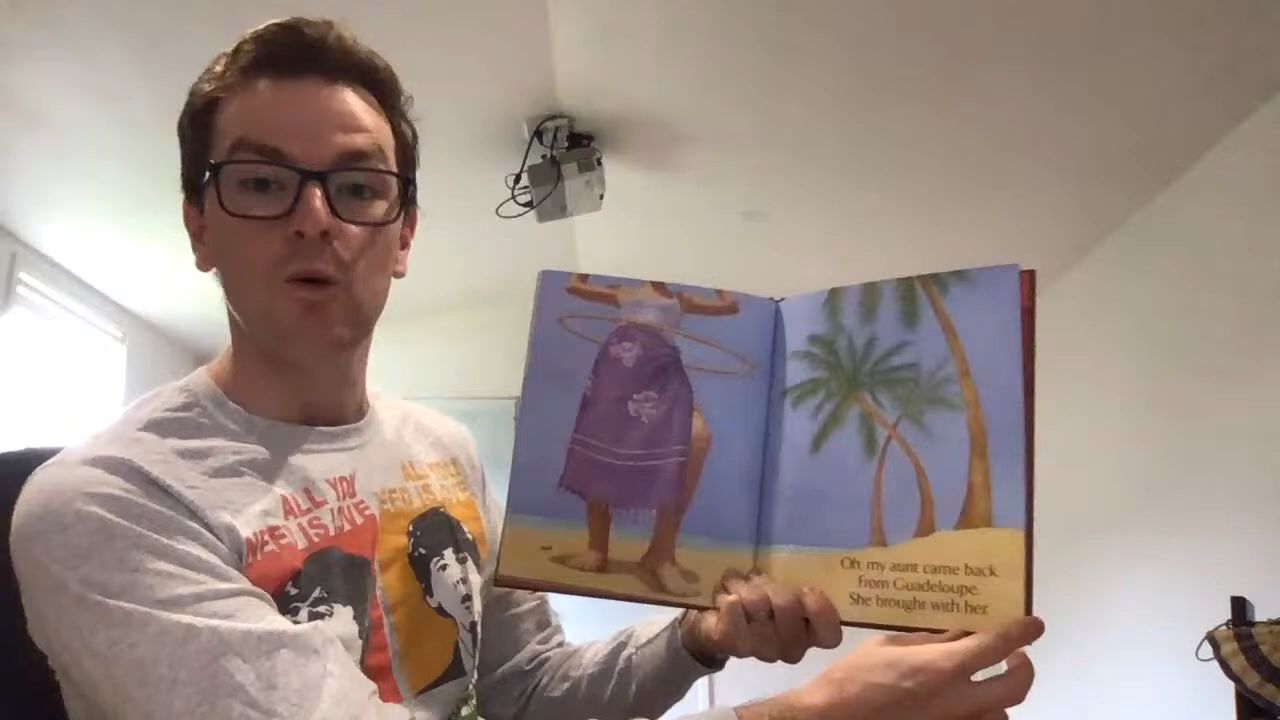 ALL YOU
NEED IS LOVE
Oh, my aunt came back
From Guadeloupe.
She brought with her